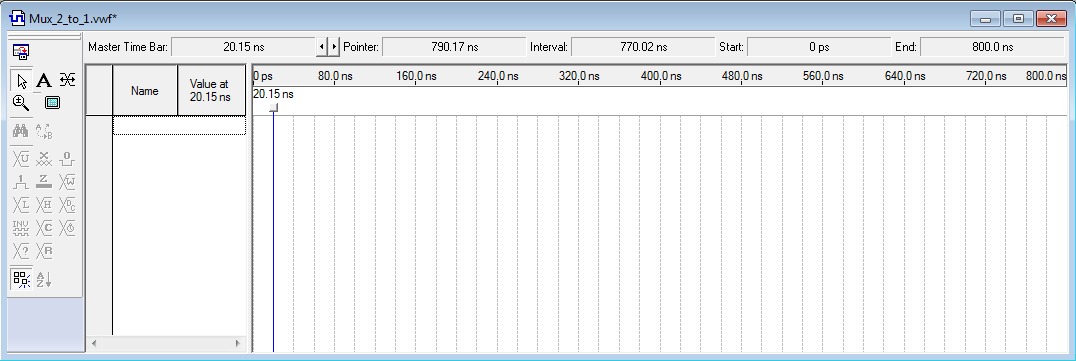 Mux_2_to_1.vwf*
Master Time Bar: 20.15 ns Pointer: 790.17 ns Interval: 770.02 ns Start: 0 ps End: 800.0 ns
Name
Value at
20.15 ns
0 ps 80.0 ns 160.0 ns 240.0 ns 320.0 ns 400.0 ns 480.0 ns 560.0 ns 640.0 ns 720.0 ns 800.0 ns
20.15 ns